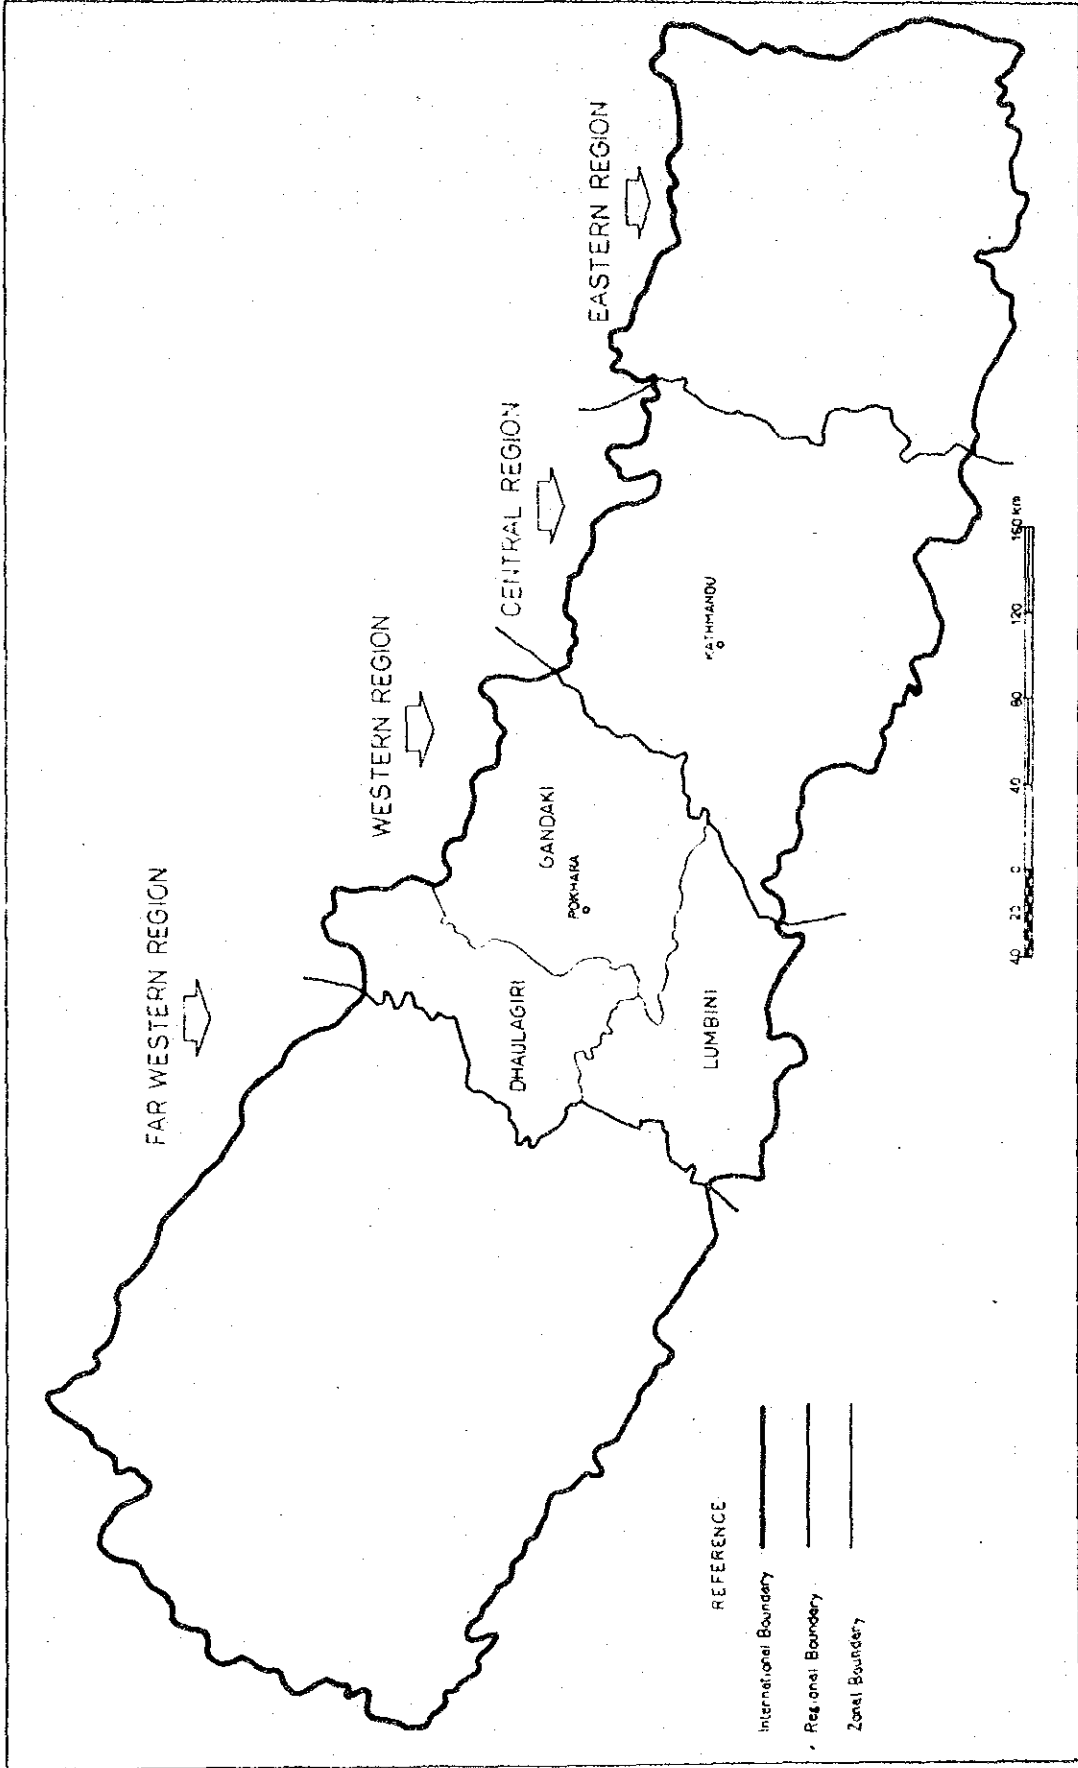 FAR WESTERN REGION
WESTERN REGION
CENTRAL REGION
EASTERN REGION
DHAULAGIRI
GANDAKI
POKHARA
LUMBINI
KATHMANDU
REFERENCE
International Boundary
Regional Boundary
Zonal Boundary
40 20 0 40 80 120 160 km